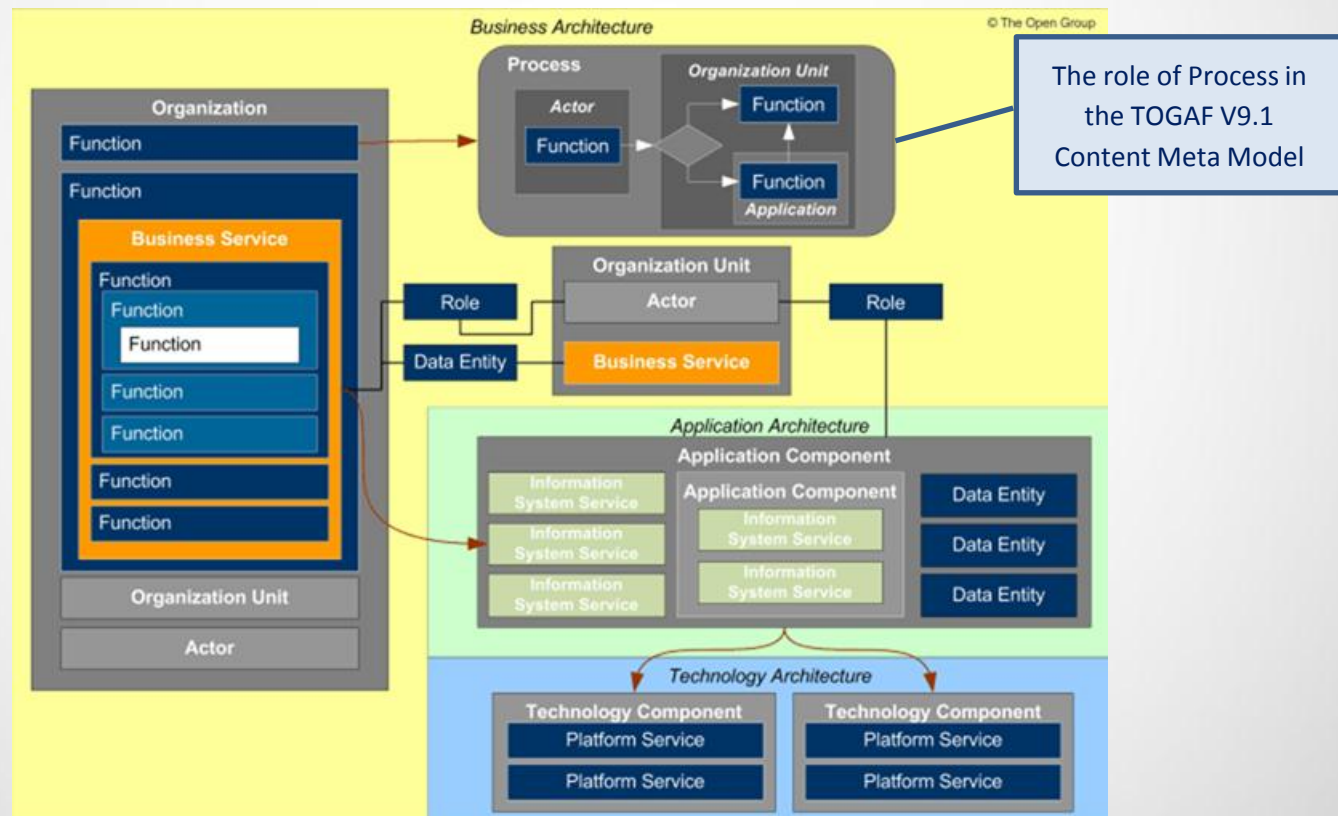 Business Architecture
© The Open Group
The role of Process in
the TOGAF V9.1
Content Meta Model
Process
Organization Unit
Actor
Function
Function
Function
Application
Organization
Function
Function
Business Service
Function
Function
Function
Function
Function
Function
Function
Organization Unit
Actor
Organization Unit
Role
Actor
Role
Data Entity
Business Service
Application Architecture
Application Component
Information
System Service
Information
System Service
Information
System Service
Application Component
Information
System Service
Information
System Service
Data Entity
Data Entity
Data Entity
Technology Architecture
Technology Component
Platform Service
Platform Service
Technology Component
Platform Service
Platform Service